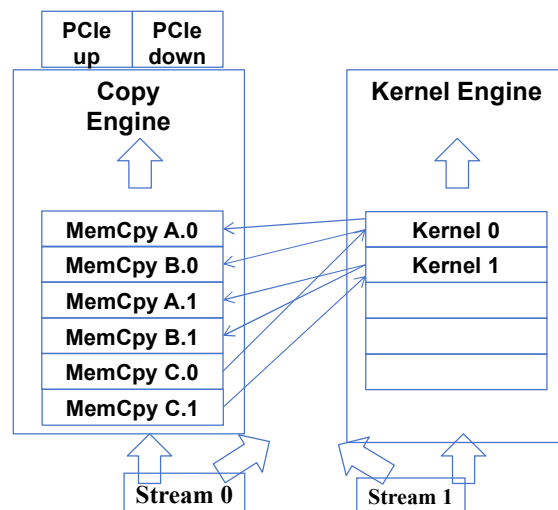 PCIe
up
PCIe
down
Copy
Engine
Kernel Engine
MemCpy A.0
MemCpy B.0
MemCpy A.1
MemCpy B.1
MemCpy C.0
MemCpy C.1
Kernel 0
Kernel 1
Stream 0
Stream 1